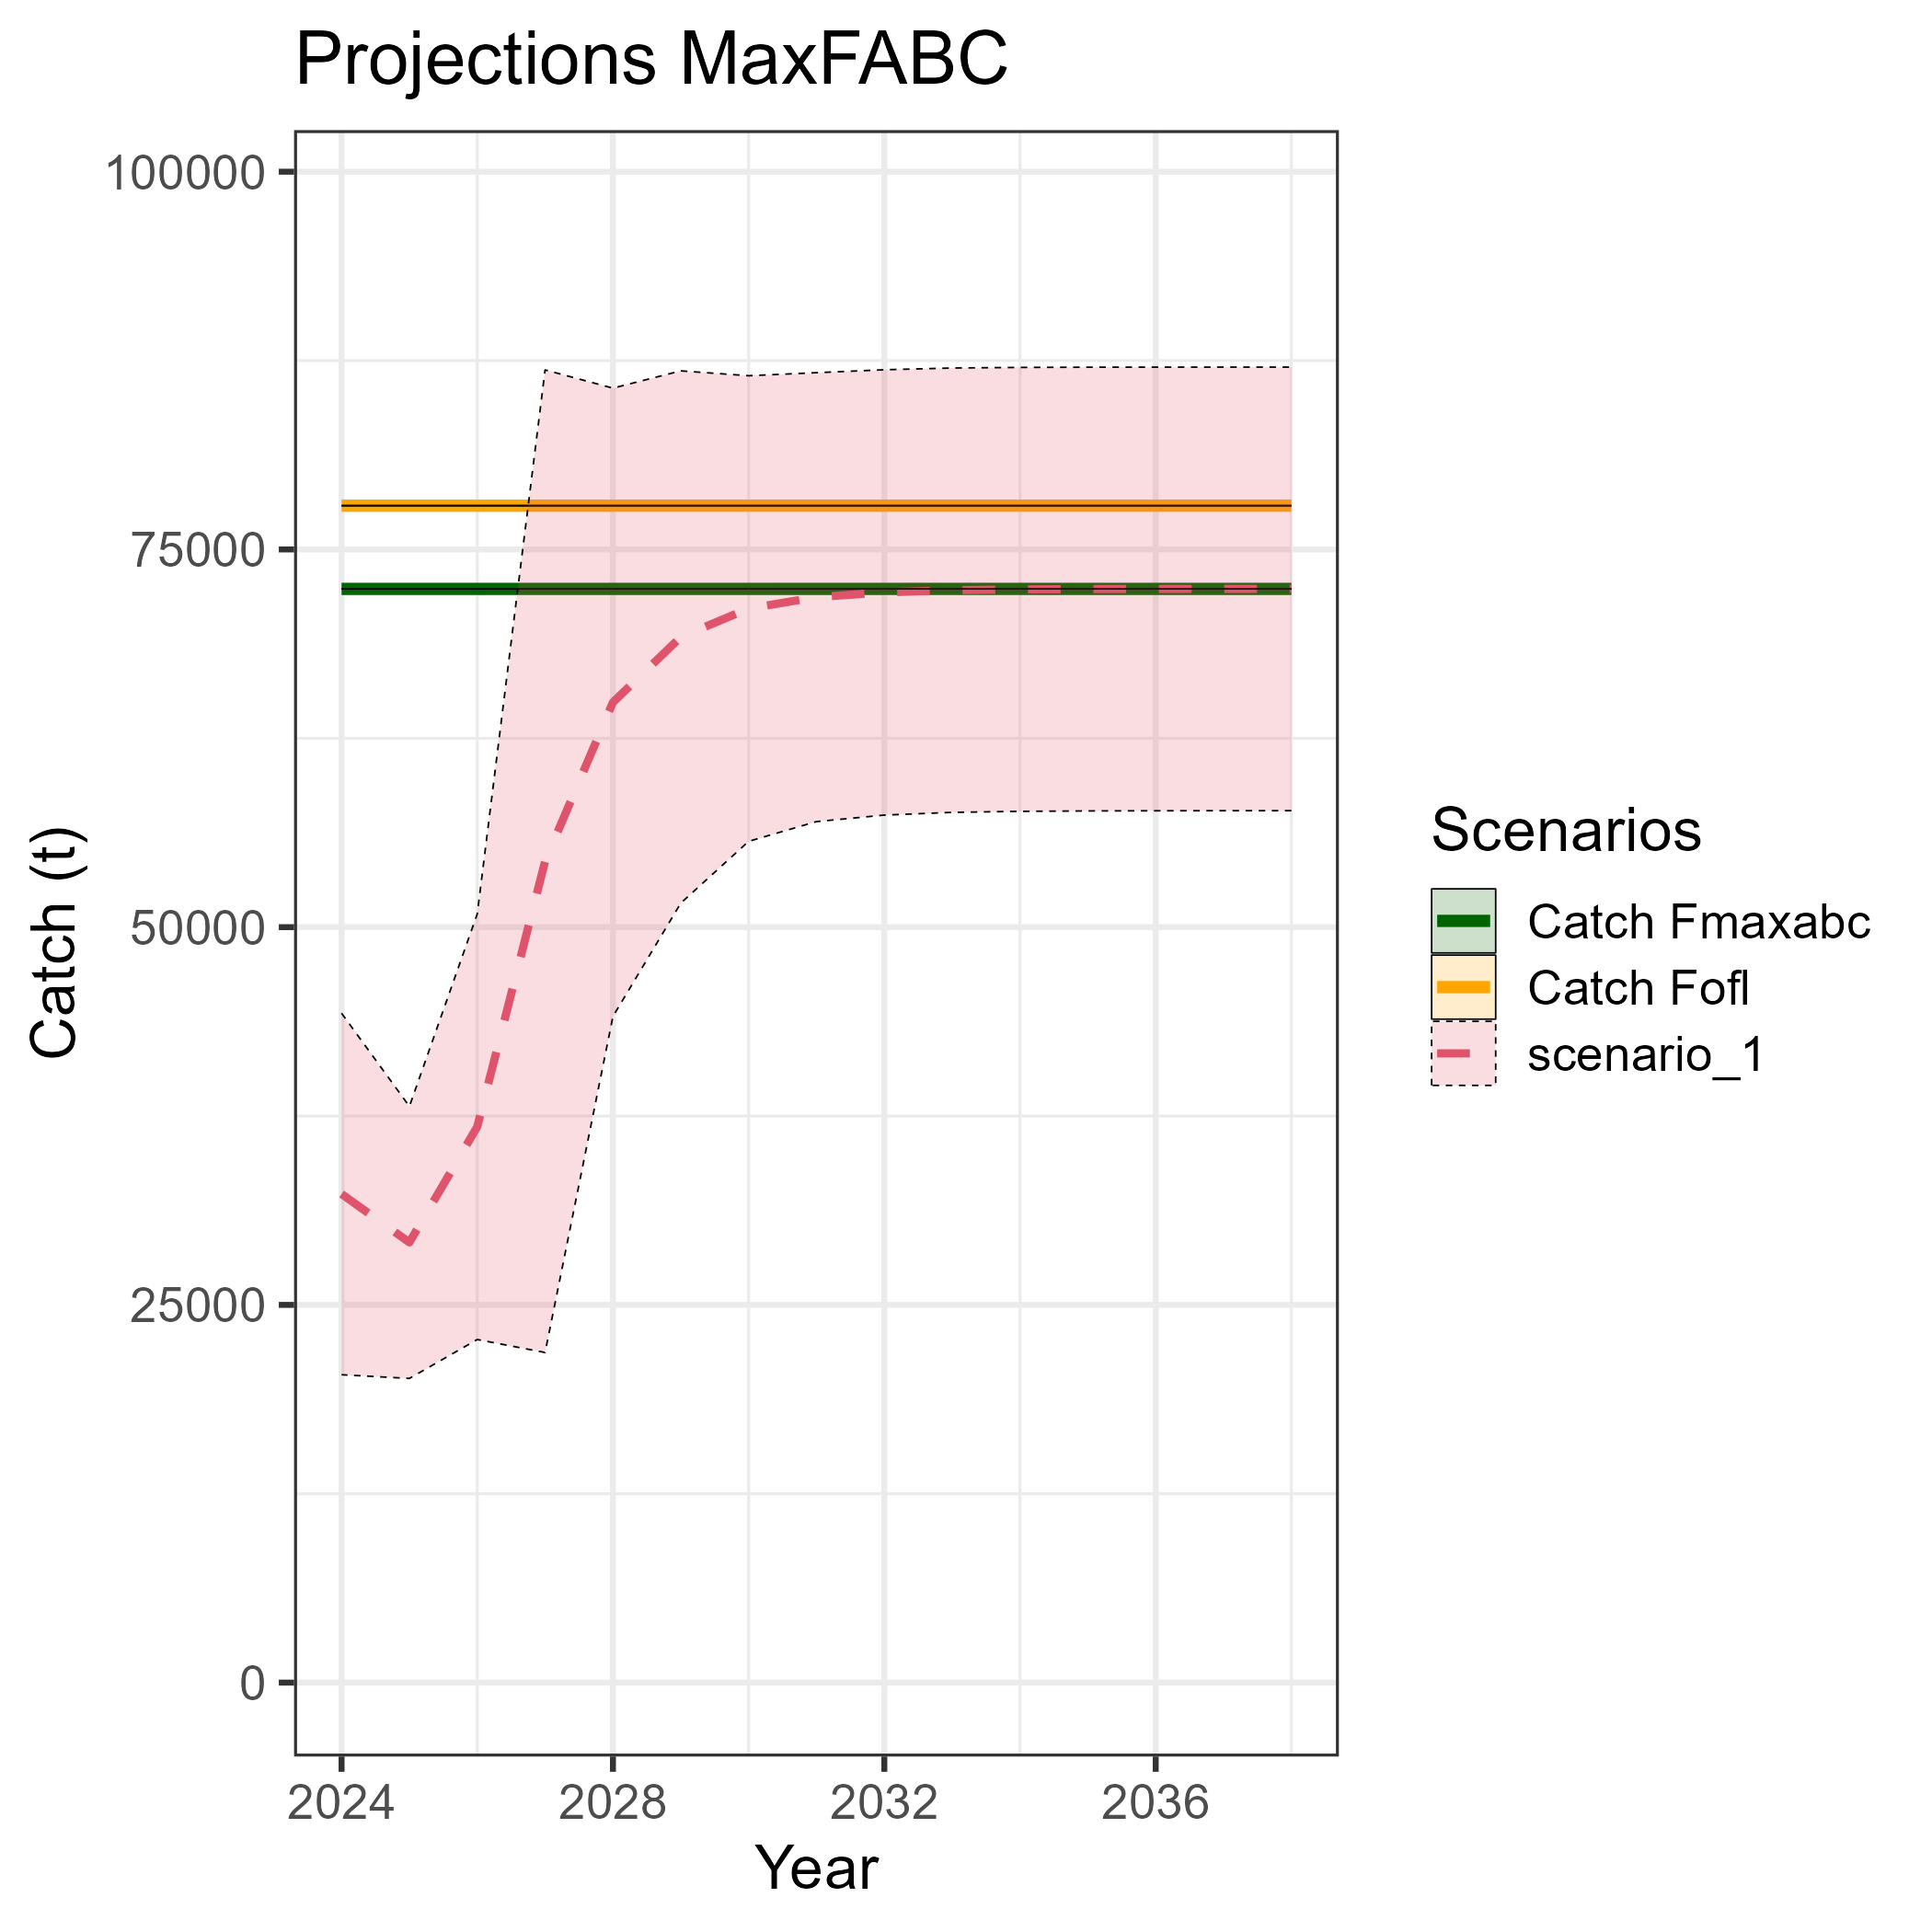 Projections MaxFABC
Catch (t)
100000
75000
50000
25000
0
2024 2028 2032 2036
Year
Scenarios
Catch Fmaxabc
Catch Fofl
scenario_1